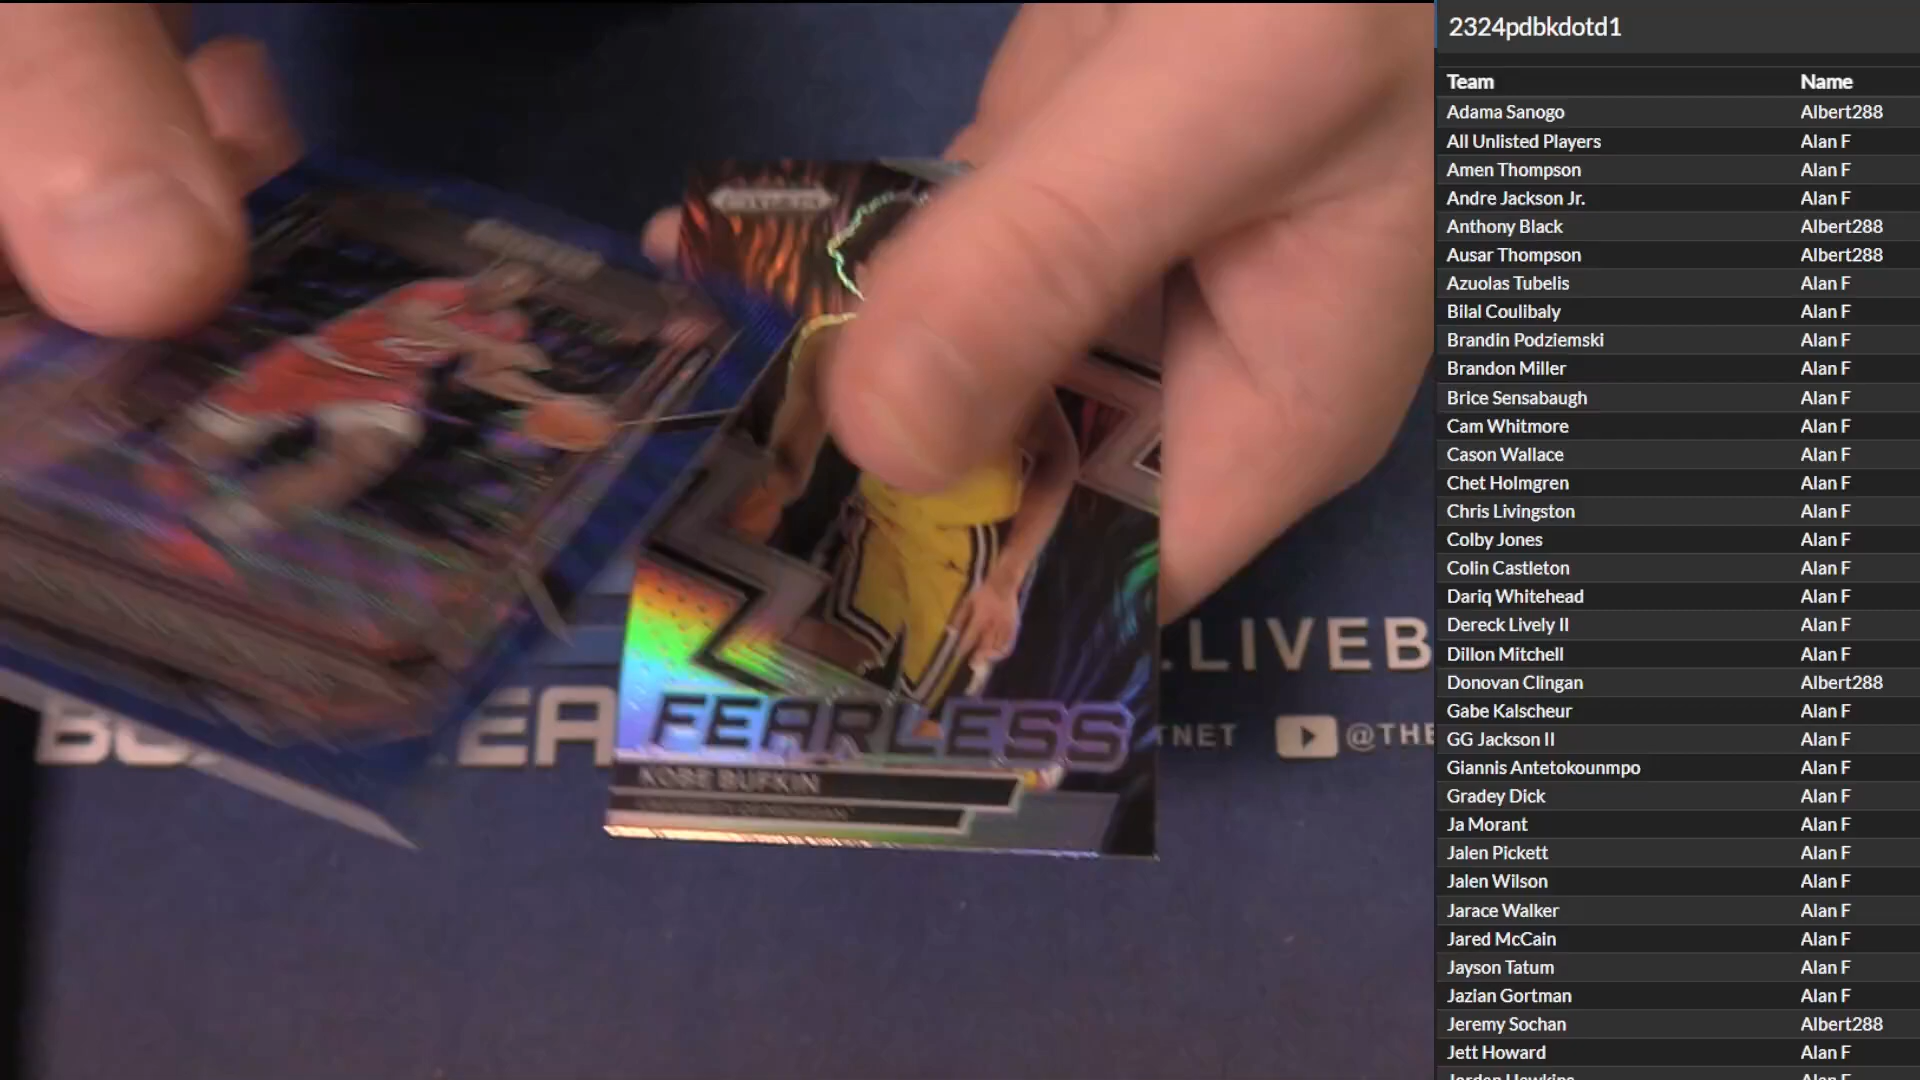 2324pdbkdotd1
Team Name
Adama Sanogo Albert288
All Unlisted Players Alan F
Amen Thompson Alan F
Andre Jackson Jr. Alan F
Anthony Black Albert288
Ausar Thompson Albert288
Azuolas Tubelis Alan F
Bilal Coulibaly Alan F
Brandin Podziemski Alan F
Brandon Miller Alan F
Brice Sensabaugh Alan F
Cam Whitmore Alan F
Cason Wallace Alan F
Chet Holmgren Alan F
Chris Livingston Alan F
Colby Jones Alan F
Colin Castleton Alan F
Dariq Whitehead Alan F
Dereck Lively II Alan F
Dillon Mitchell Alan F
Donovan Clingan Albert288
Gabe Kalscheur Alan F
GG Jackson II Alan F
Giannis Antetokounmpo Alan F
Gradey Dick Alan F
Ja Morant Alan F
Jalen Pickett Alan F
Jalen Wilson Alan F
Jarace Walker Alan F
Jared McCain Alan F
Jayson Tatum Alan F
Jazian Gortman Alan F
Jeremy Sochan Albert288
Jett Howard Alan F
FEARLESS
KOBE BUFKIN
.LIVEB
TNET @THE